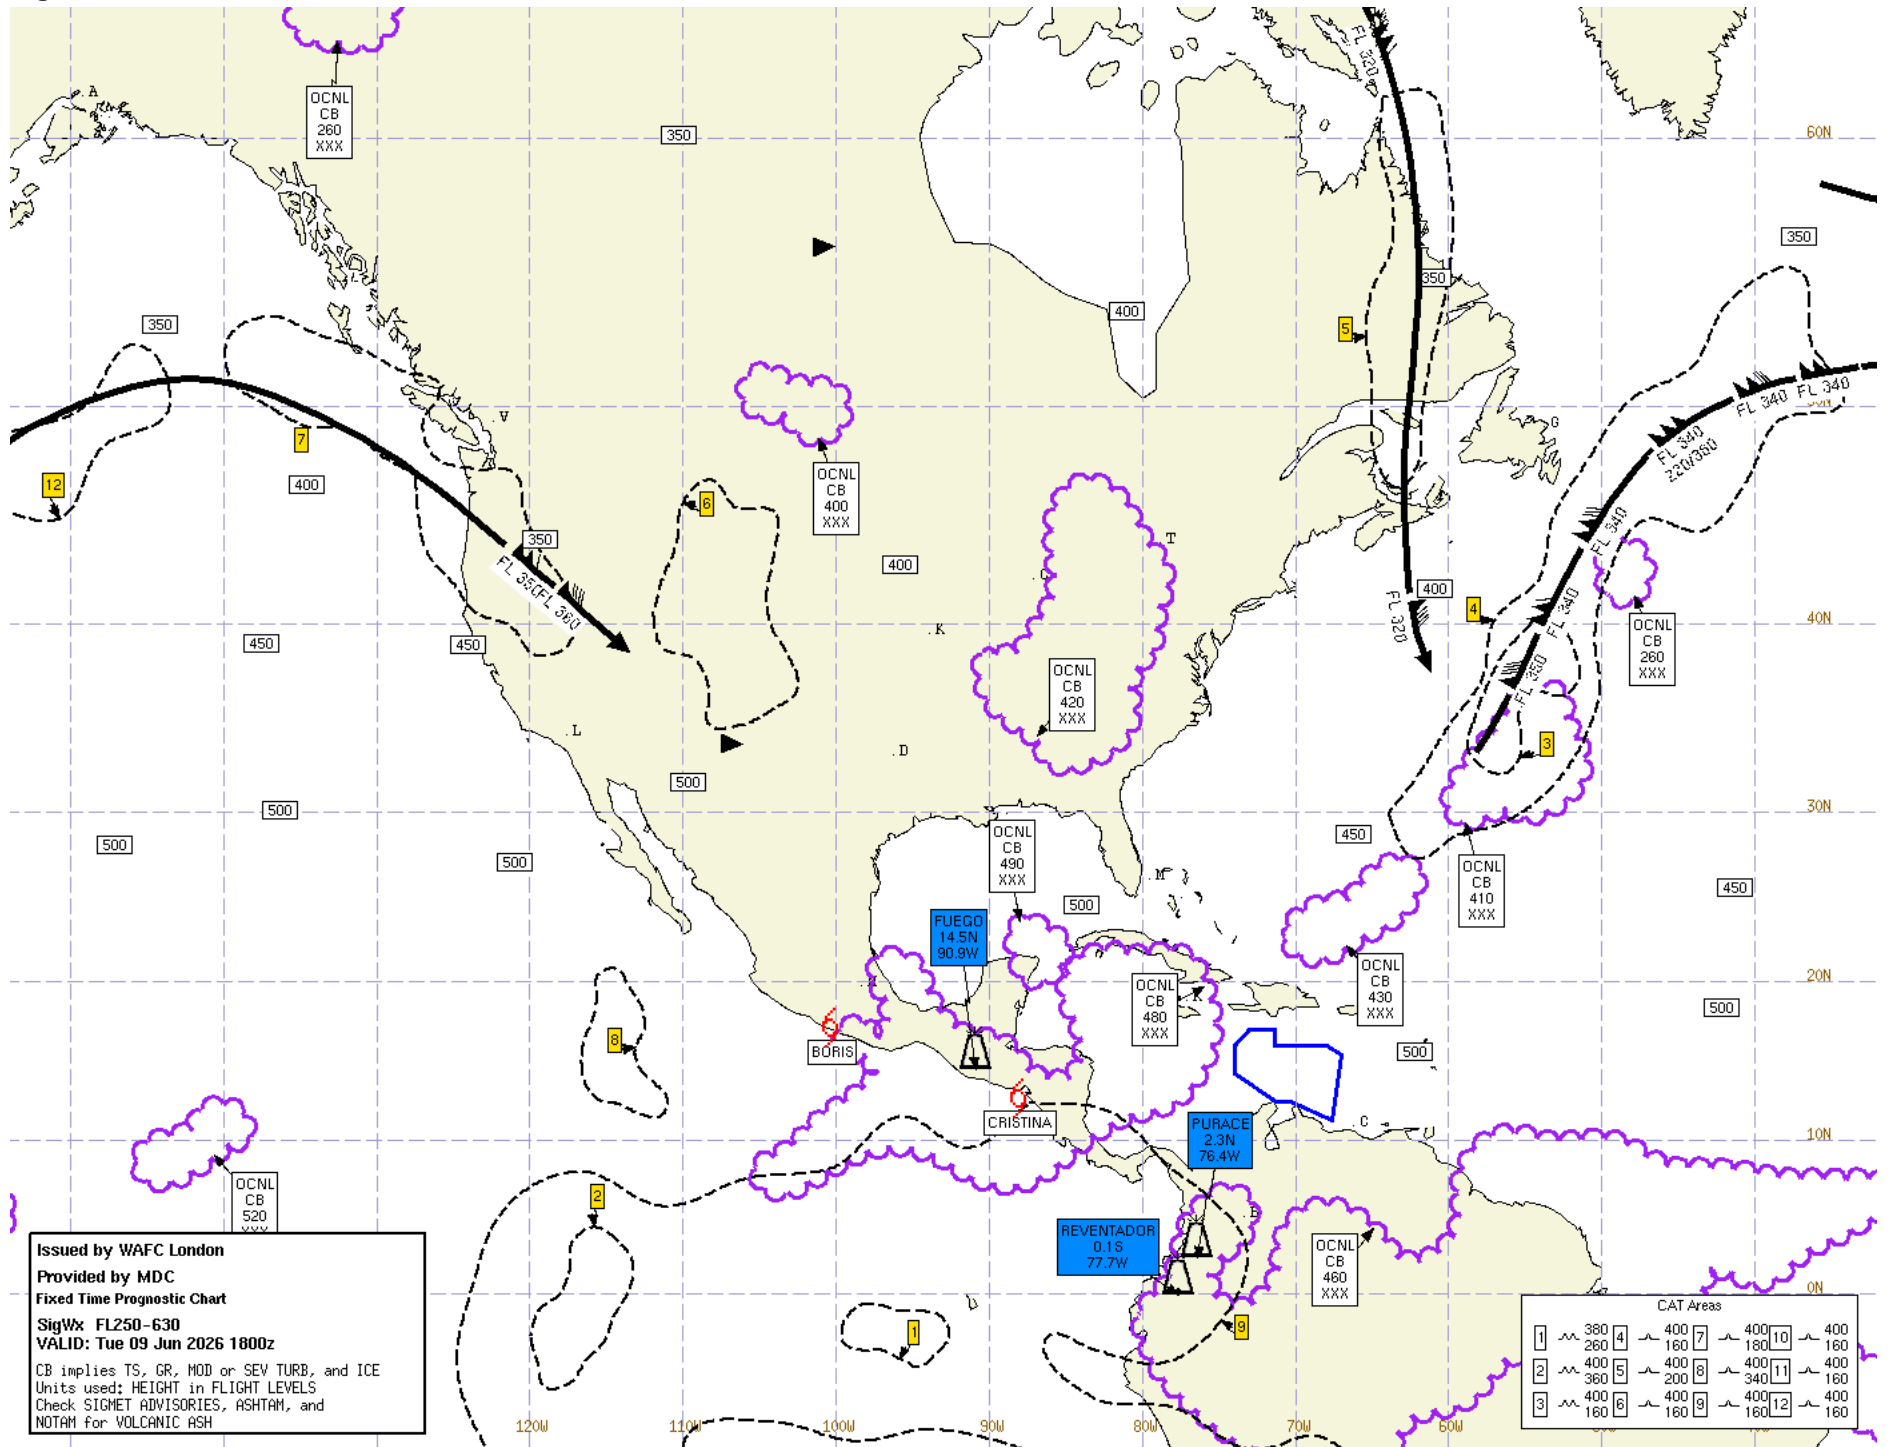 A
OCNL
CB
260
XXX
350
60N
FL 320
350
350
350
400
5
FL 340
FL 340
V
7
G
FL 340
220/350
400
12
OCNL
CB
400
XXX
6
FL 340
350
T
400
FL 350
FL 360
400
FL 320
4
FL 340
40N
K
450
450
OCNL
CB
260
XXX
OCNL
CB
420
XXX
FL 350
L
D
3
500
500
30N
450
500
500
OCNL
CB
490
XXX
M
OCNL
CB
410
XXX
450
500
FUEGO
14.5N
90.9W
OCNL
CB
430
XXX
20N
OCNL
CB
480
XXX
K
500
8
BORIS
500
CRISTINA
C
PURACE
2.3N
76.4W
10N
OCNL
CB
520
XXX
2
B
REVENTADOR
0.1S
77.7W
OCNL
CB
460
XXX
0N
1
9
Issued by WAFC London
Provided by MDC
Fixed Time Prognostic Chart
SigWx FL250-630
VALID: Tue 09 Jun 2026 1800z
CB implies TS, GR, MOD or SEV TURB, and ICE
Units used: HEIGHT in FLIGHT LEVELS
Check SIGMET ADVISORIES, ASHTAM, and
NOTAM for VOLCANIC ASH
CAT Areas
1 380 260 4 400 160 7 400 180 10 400 160
2 400 360 5 400 200 8 400 340 11 400 160
3 400 160 6 400 160 9 400 160 12 400 160
120W 110W 100W 90W 80W 70W 60W